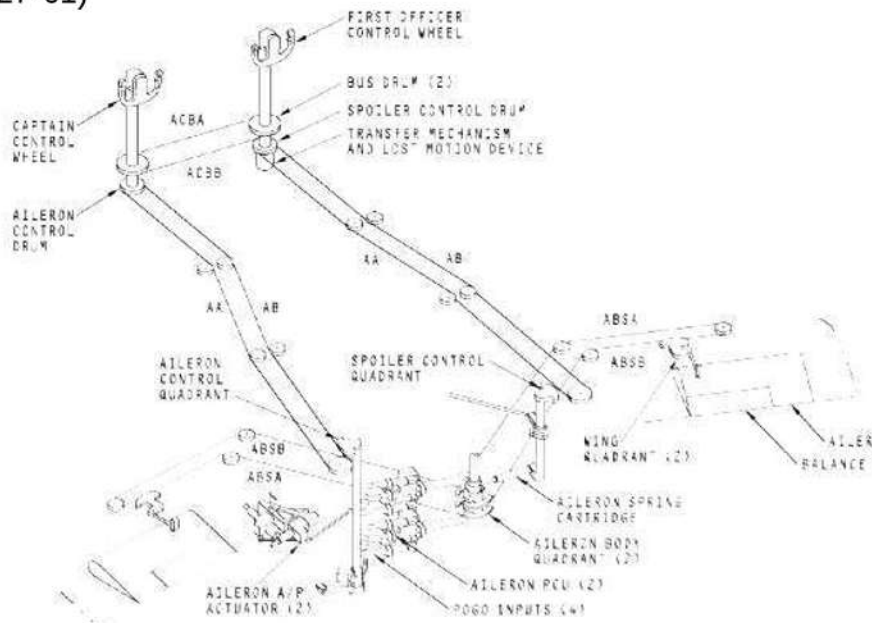 27-01)
FIRST OFFICER
CONTROL WHEEL
BUS DRUM (2)
SPOILER CONTROL DRUM
TRANSFER MECHANISM
AND LOST MOTION DEVICE
CAPTAIN
CONTROL
WHEEL
ACBA
ACBB
AILERON
CONTROL
DRUM
AA
AB
AA
AB
ABSA
ABSB
AILERON
CONTROL
QUADRANT
SPOILER CONTROL
QUADRANT
WING
QUADRANT (2)
AILER
BALANCE
ABSB
ABSA
AILERON SPRING
CARTRIDGE
AILERON BODY
QUADRANT (2)
AILERON PCU (2)
AILERON A/P
ACTUATOR (2)
POGO INPUTS (4)